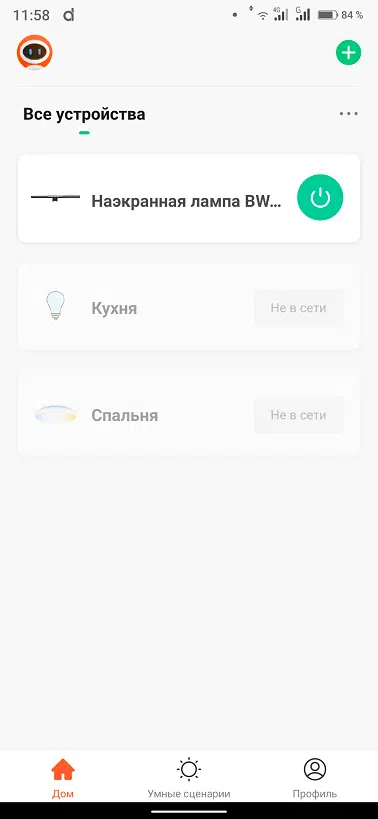 11:58 84 %
4G G
Все устройства
Наэкранная лампа BW...
Кухня Не в сети
Спальня Не в сети
Дом Умные сценарии Профиль